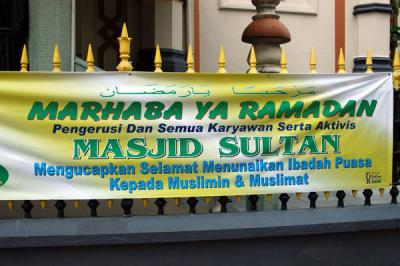 مرحبا يا رمضان
MARHABA YA RAMADAN
Pengerusi Dan Semua Karyawan Serta Aktivis
MASJID SULTAN
Mengucapkan Selamat Menunaikan Ibadah Puasa
Kepada Muslimin & Muslimat